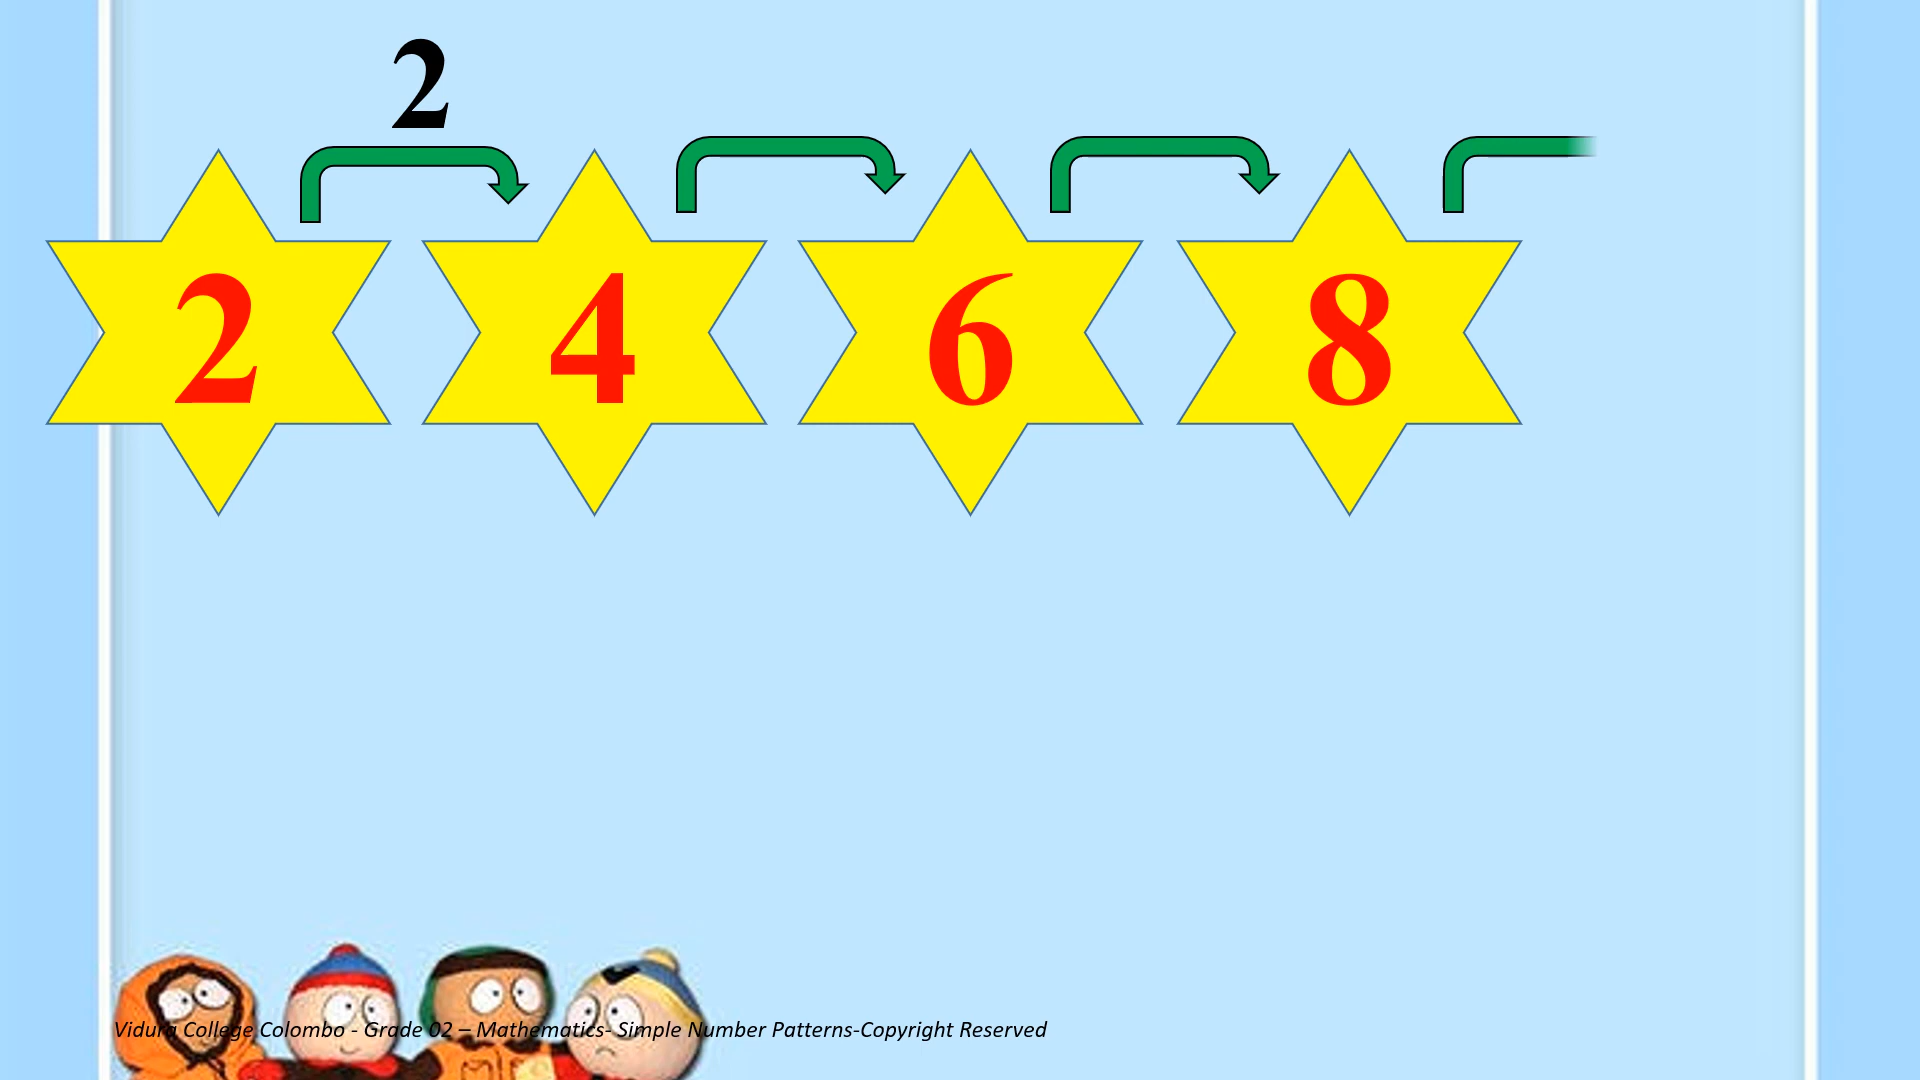 2
2 4 6 8
Vidura College Colombo - Grade 02 – Mathematics- Simple Number Patterns-Copyright Reserved